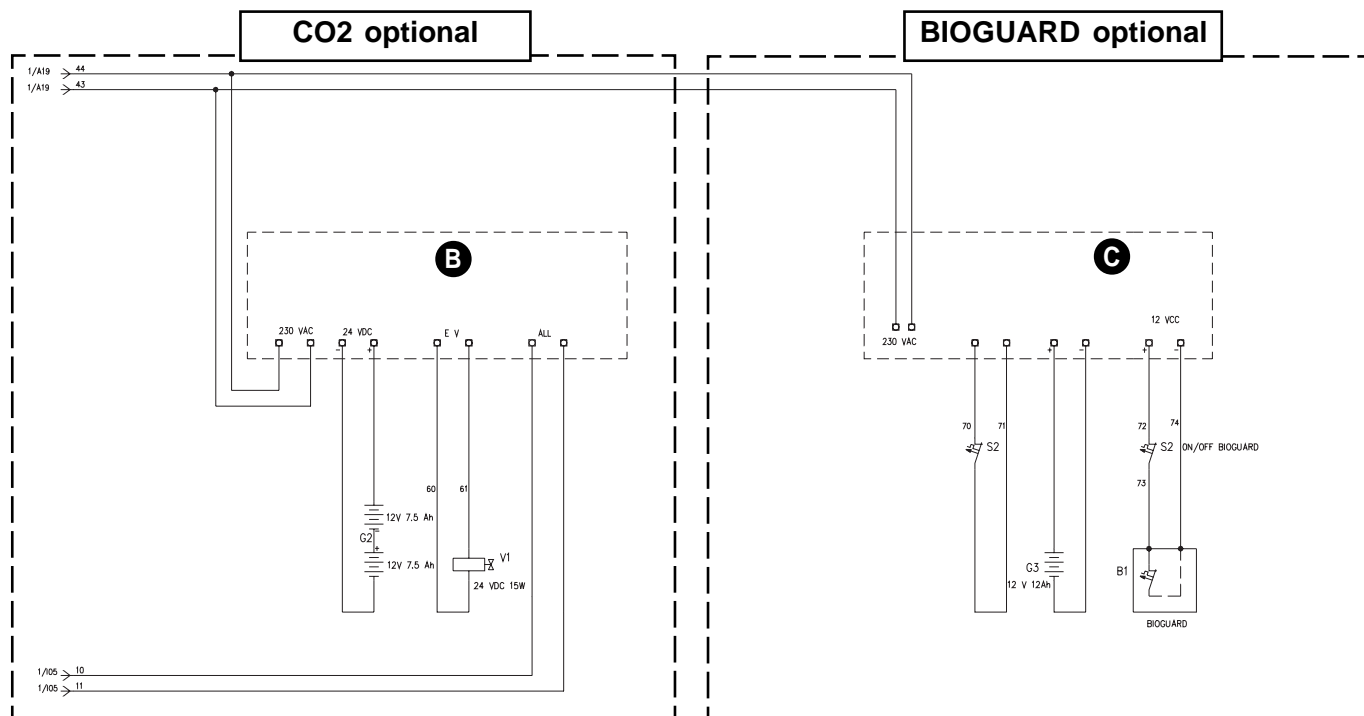 CO2 optional
BIOGUARD optional
1/A19 44
1/A19 43
B
C
230 VAC
24 VDC
E V
ALL
- +
230 VAC
12 VCC
+ -
+ -
70
71
72
74
S2
S2 ON/OFF BIOGUARD
73
60
61
12V 7.5 Ah
-
G2
+
12V 7.5 Ah
V1
24 VDC 15W
G3
12 V 12Ah
B1
BIOGUARD
1/I05 10
1/I05 11